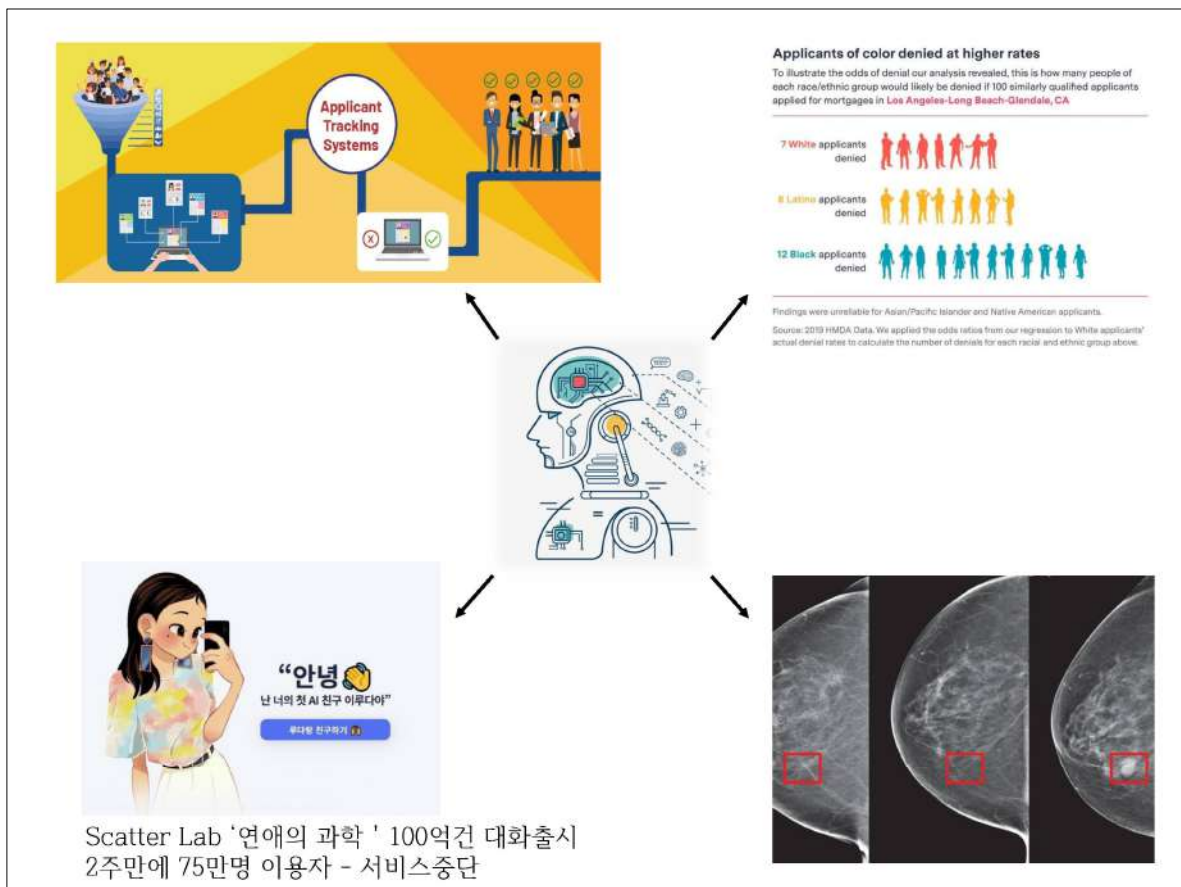 Applicant
Tracking
Systems
Applicants of color denied at higher rates
To illustrate the odds of denial our analysis revealed, this is how many people of
each race/ethnic group would likely be denied if 100 similarly qualified applicants
applied for mortgages in Los Angeles-Long Beach-Glendale, CA
7 White applicants
denied
8 Latino applicants
denied
12 Black applicants
denied
Findings were unreliable for Asian/Pacific Islander and Native American applicants.
Source: 2019 HMDA Data. We applied the odds ratios from our regression to White applicants'
actual denial rates to calculate the number of denials for each racial and ethnic group above.
“안녕
난 너의 첫 AI 친구 이루다야”
루다랑 친구하기
Scatter Lab ‘연애의 과학 ' 100억건 대화출시
2주만에 75만명 이용자 - 서비스중단